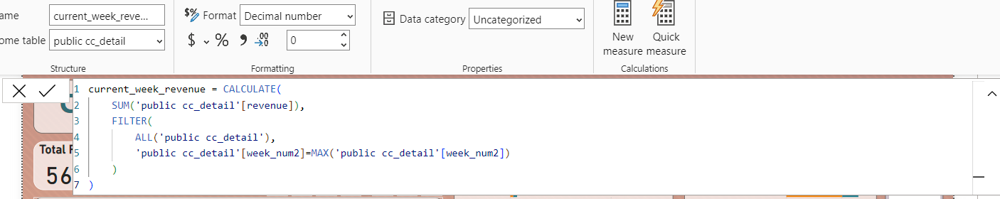 ame current_week_reve... $% Format Decimal number Data category Uncategorized New measure Quick measure
ome table public cc_detail $ % , .00 .0 0
Structure Formatting Properties Calculations
1 current_week_revenue = CALCULATE(
2 SUM('public cc_detail'[revenue]),
3 FILTER(
4 ALL('public cc_detail'),
5 'public cc_detail'[week_num2]=MAX('public cc_detail'[week_num2])
6 )
7 )
Total
56